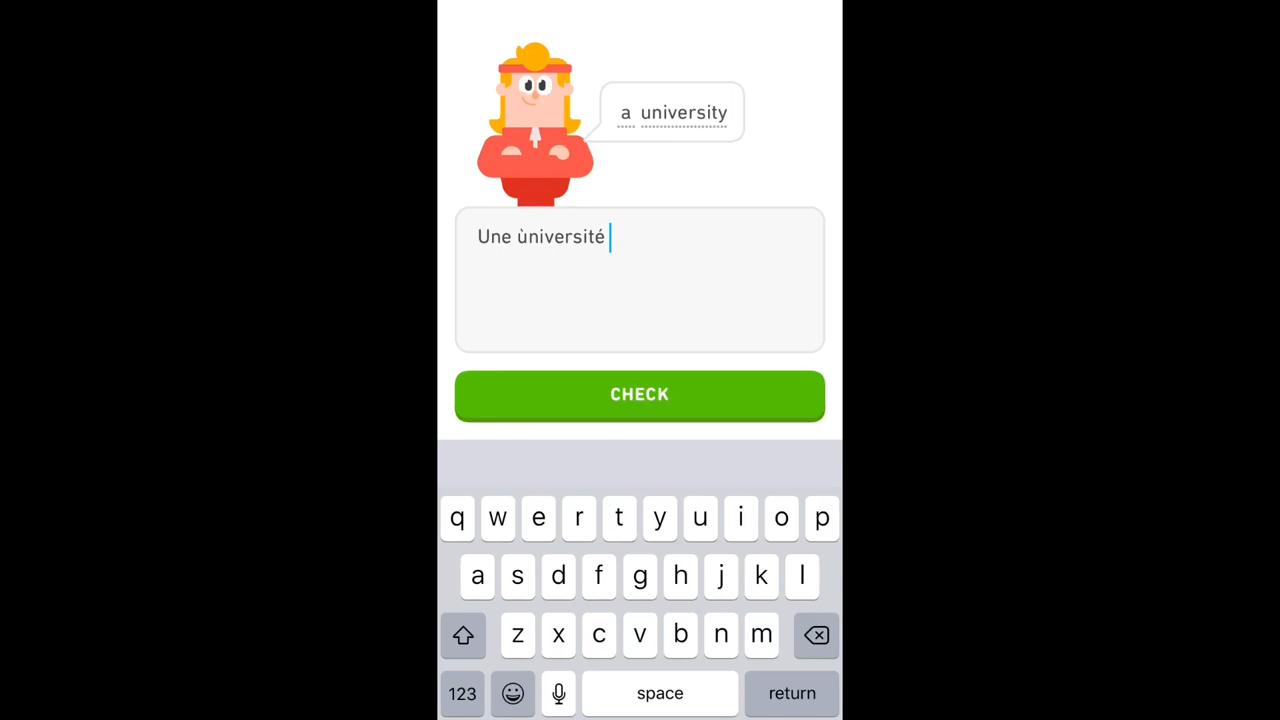 a university
Une ùniversité
CHECK
q w e r t y u i o p
a s d f g h j k l
z x c v b n m
123 space return